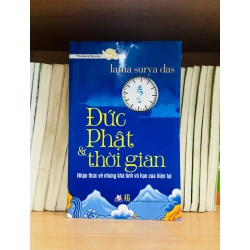 lama surya das
Đức
Phật
& thời gian
Nhận thức về những khả tính vô hạn của hiện tại